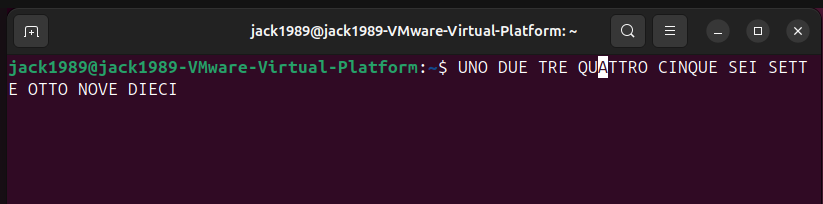 jack1989@jack1989-VMware-Virtual-Platform: ~
jack1989@jack1989-VMware-Virtual-Platform:~$ UNO DUE TRE QUATTRO CINQUE SEI SETT
E OTTO NOVE DIECI